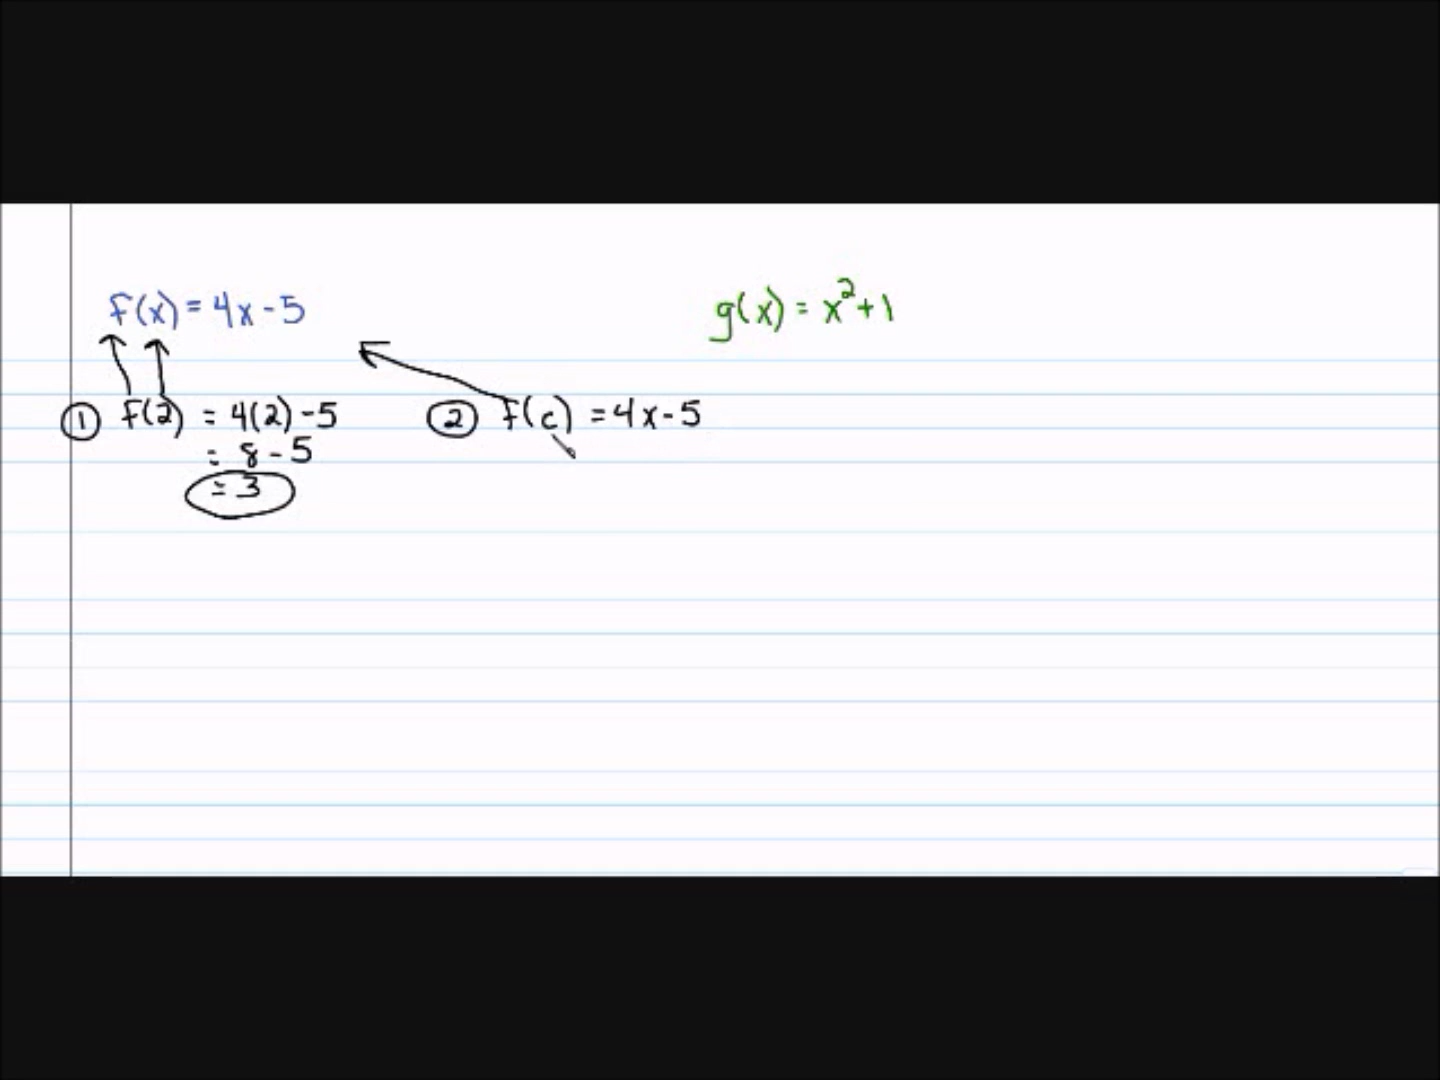 f(x) = 4x - 5
g(x) = x² + 1
① f(2) = 4(2) - 5
= 8 - 5
= 3
② f(c) = 4x - 5